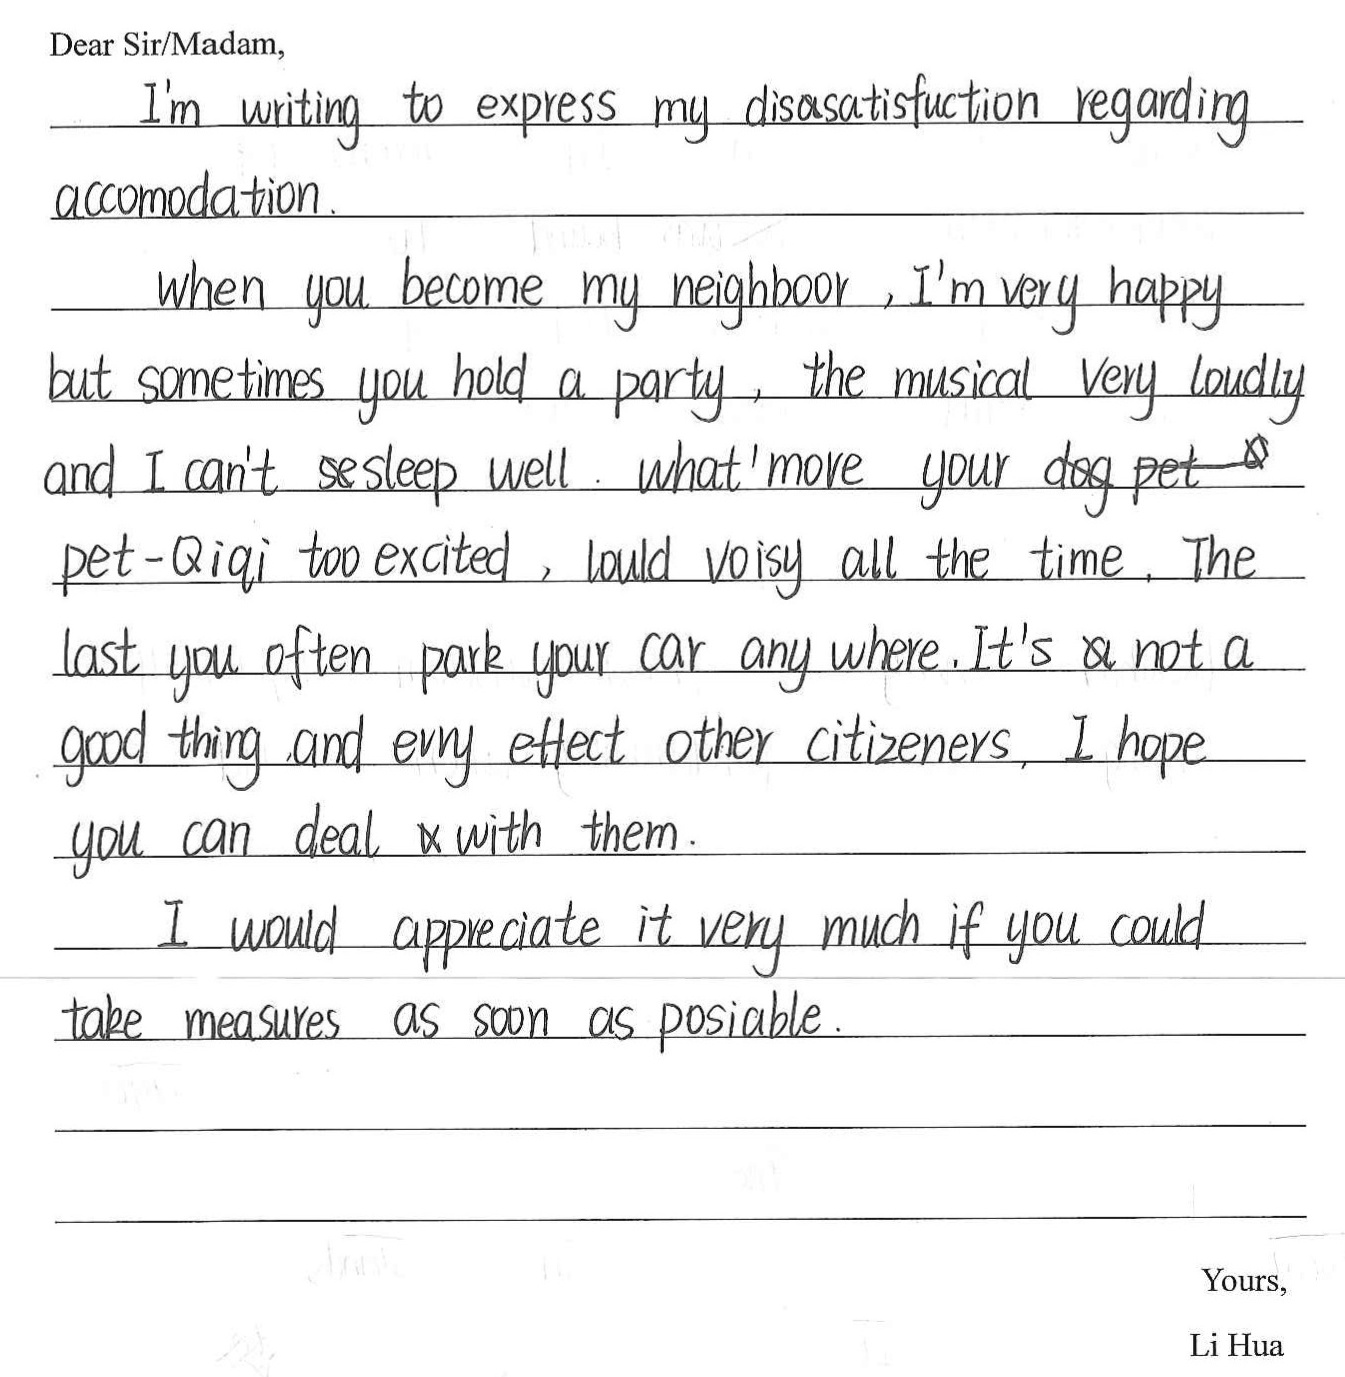 Dear Sir/Madam,
I'm writing to express my disasatisfuction regarding
accomodation.
When you become my neighboor, I'm very happy
but sometimes you hold a party, the musical very loudly
and I can't se sleep well. what'move your dog pet
pet-Qiqi too excited, lould voisy all the time. The
last you often park your car any where. It's not a
good thing and evry effect other citizeners, I hope
you can deal with them.
I would appreciate it very much if you could
take measures as soon as posiable.
Yours,
Li Hua